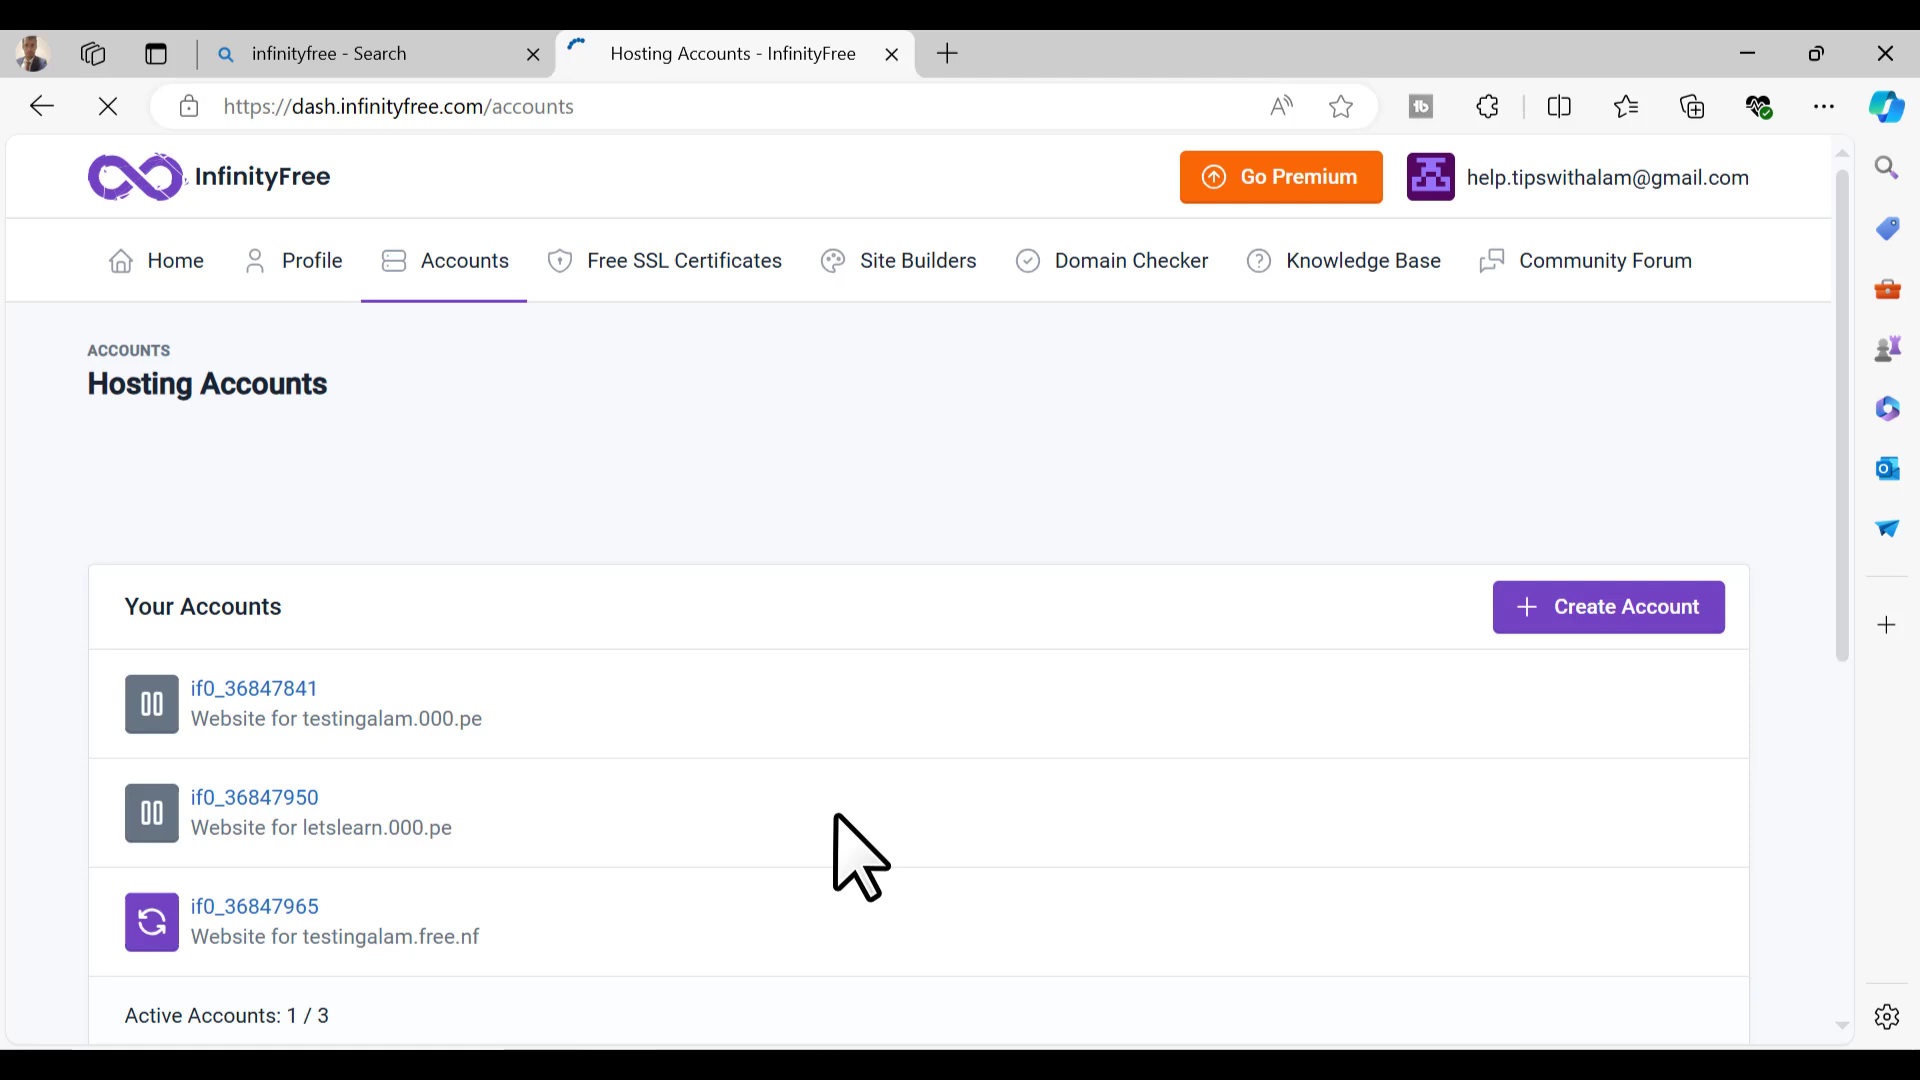 infinityfree - Search
Hosting Accounts - InfinityFree
https://dash.infinityfree.com/accounts
InfinityFree
Go Premium
help.tipswithalam@gmail.com
Home
Profile
Accounts
Free SSL Certificates
Site Builders
Domain Checker
Knowledge Base
Community Forum
ACCOUNTS
Hosting Accounts
Your Accounts
Create Account
if0_36847841
Website for testingalam.000.pe
if0_36847950
Website for letslearn.000.pe
if0_36847965
Website for testingalam.free.nf
Active Accounts: 1 / 3